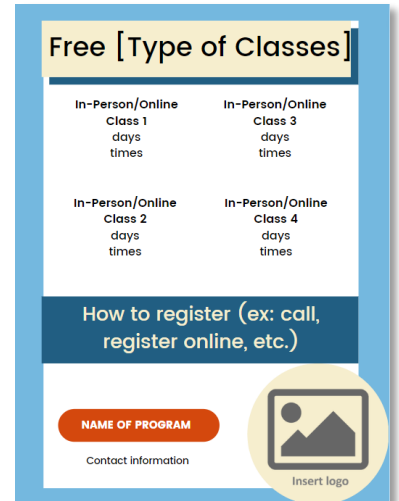 Free [Type of Classes]
In-Person/Online
Class 1
days
times
In-Person/Online
Class 3
days
times
In-Person/Online
Class 2
days
times
In-Person/Online
Class 4
days
times
How to register (ex: call,
register online, etc.)
NAME OF PROGRAM
Contact information
Insert logo